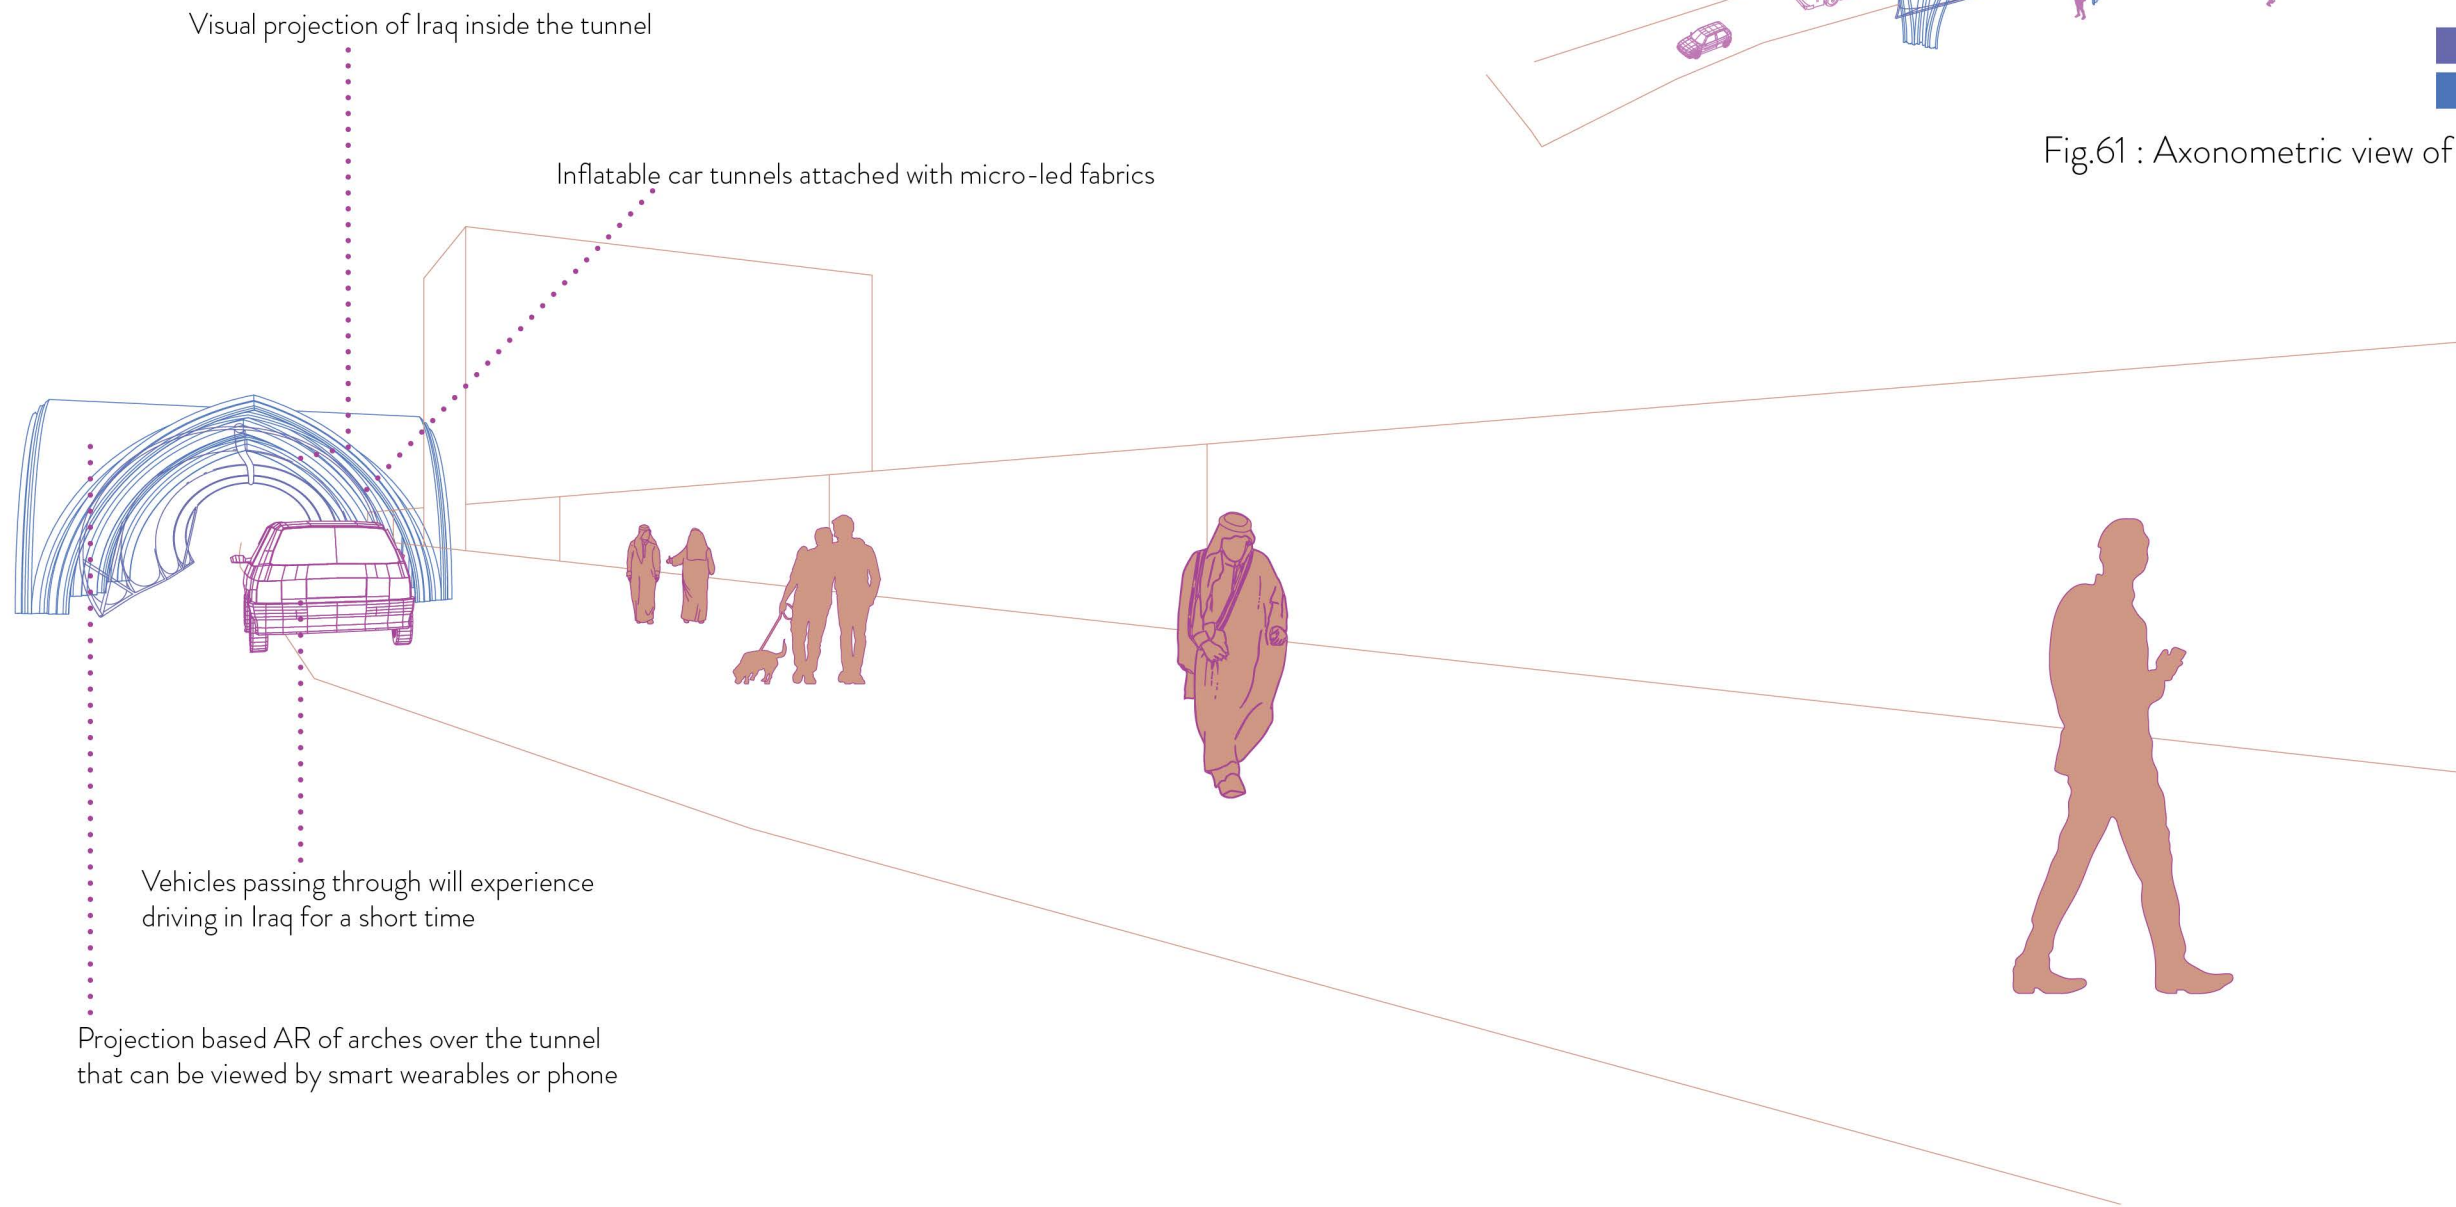 Visual projection of Iraq inside the tunnel
Inflatable car tunnels attached with micro-led fabrics
Fig.61 : Axonometric view of
Vehicles passing through will experience
driving in Iraq for a short time
Projection based AR of arches over the tunnel
that can be viewed by smart wearables or phone